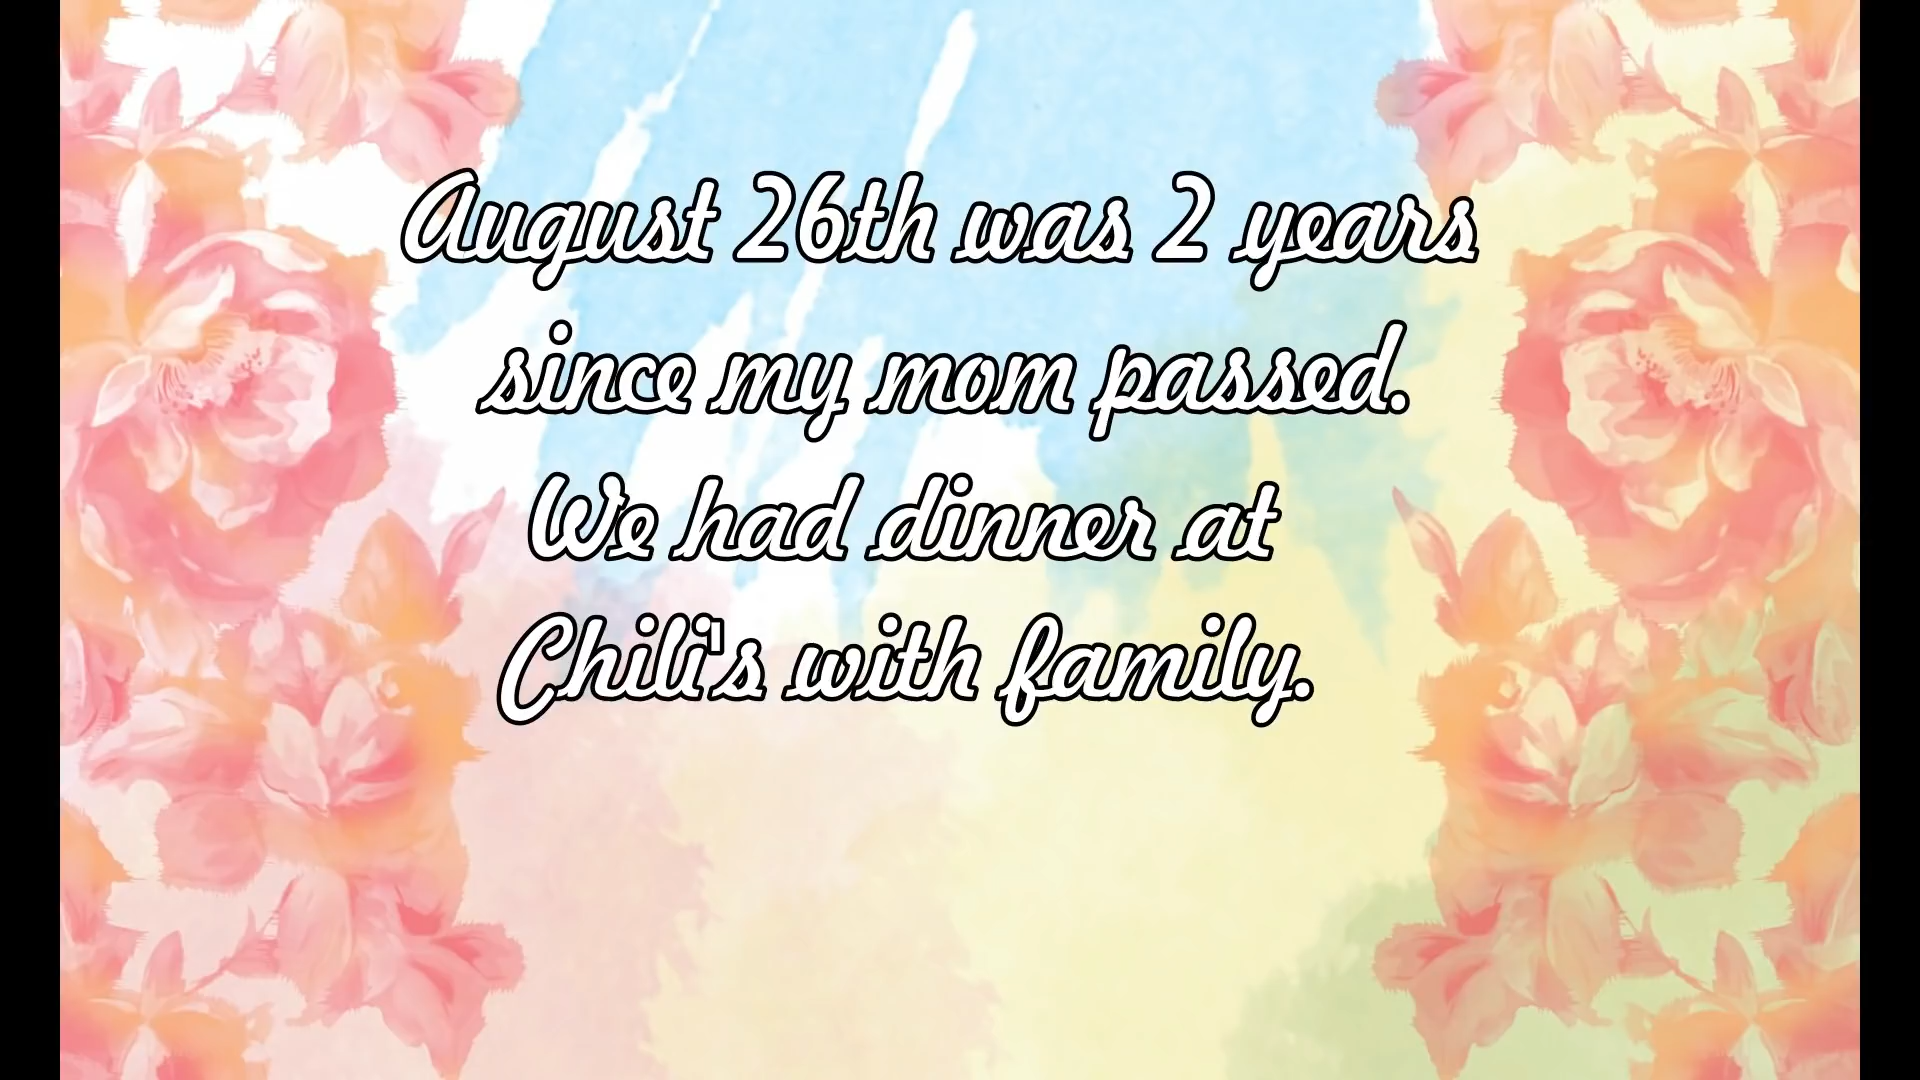 August 26th was 2 years
since my mom passed.
We had dinner at
Chili's with family.